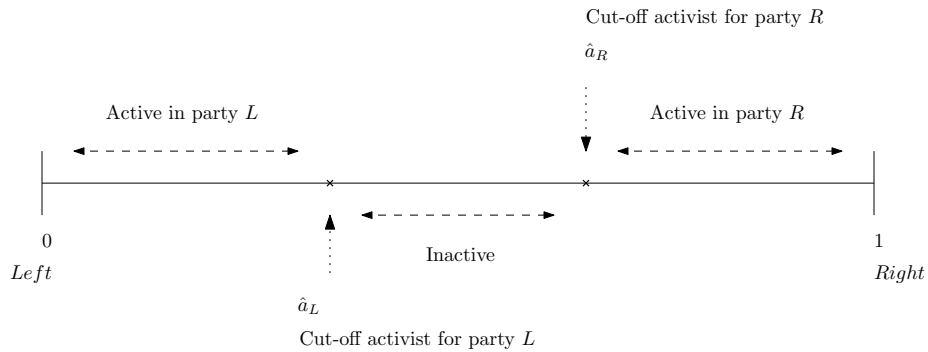 Cut-off activist for party R
â_R
Active in party L
Active in party R
0
1
Inactive
Left
Right
â_L
Cut-off activist for party L